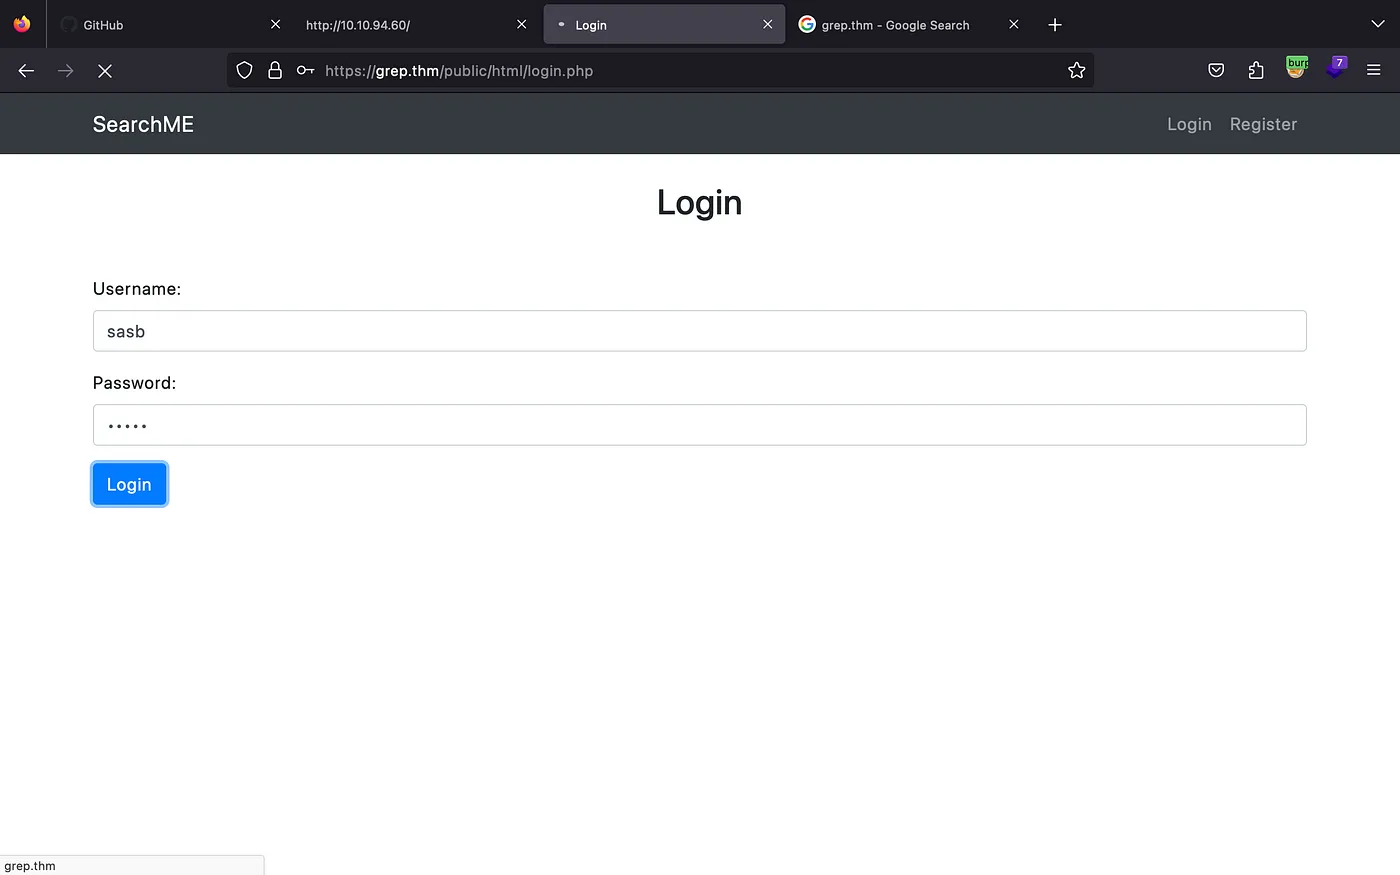 GitHub
http://10.10.94.60/
Login
grep.thm - Google Search
https://grep.thm/public/html/login.php
burp
7
SearchME
Login Register
Login
Username:
sasb
Password:
•••••
Login
grep.thm